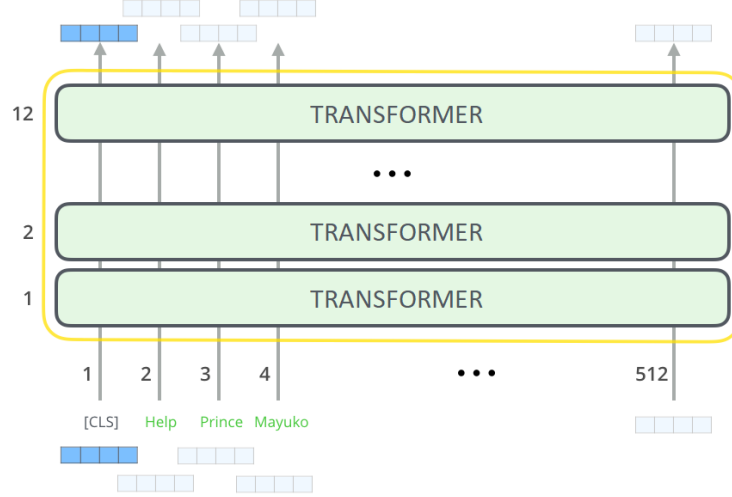 12
TRANSFORMER
...
2
TRANSFORMER
1
TRANSFORMER
1 2 3 4 ... 512
[CLS] Help Prince Mayuko